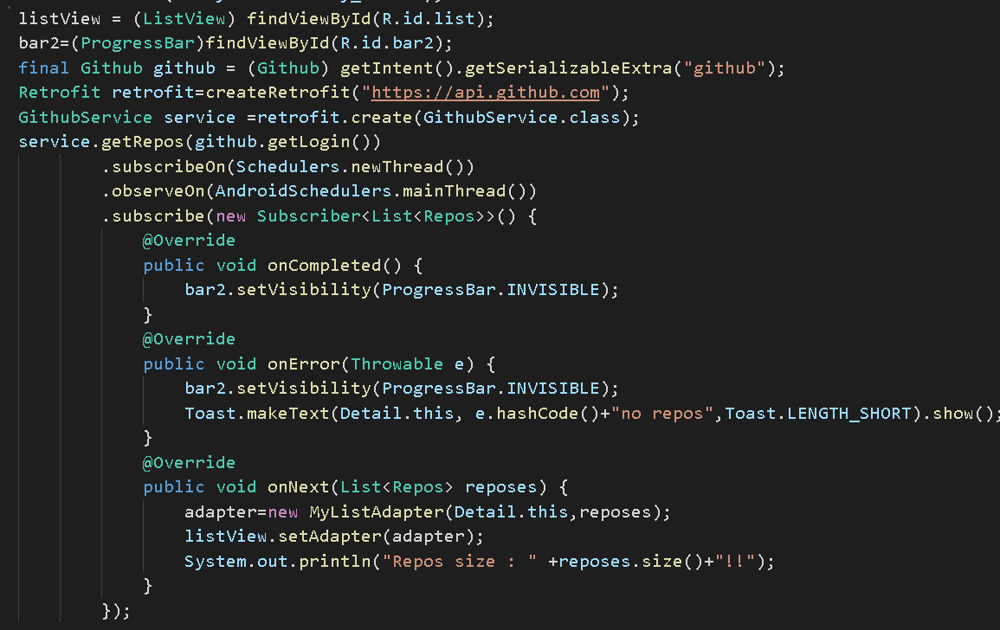 listView = (ListView) findViewById(R.id.list);
bar2=(ProgressBar)findViewById(R.id.bar2);
final Github github = (Github) getIntent().getSerializableExtra("github");
Retrofit retrofit=createRetrofit("https://api.github.com");
GithubService service =retrofit.create(GithubService.class);
service.getRepos(github.getLogin())
.subscribeOn(Schedulers.newThread())
.observeOn(AndroidSchedulers.mainThread())
.subscribe(new Subscriber<List<Repos>>() {
@Override
public void onCompleted() {
bar2.setVisibility(ProgressBar.INVISIBLE);
}
@Override
public void onError(Throwable e) {
bar2.setVisibility(ProgressBar.INVISIBLE);
Toast.makeText(Detail.this, e.hashCode()+"no repos",Toast.LENGTH_SHORT).show();
}
@Override
public void onNext(List<Repos> reposes) {
adapter=new MyListAdapter(Detail.this,reposes);
listView.setAdapter(adapter);
System.out.println("Repos size : " +reposes.size()+"!!");
}
});